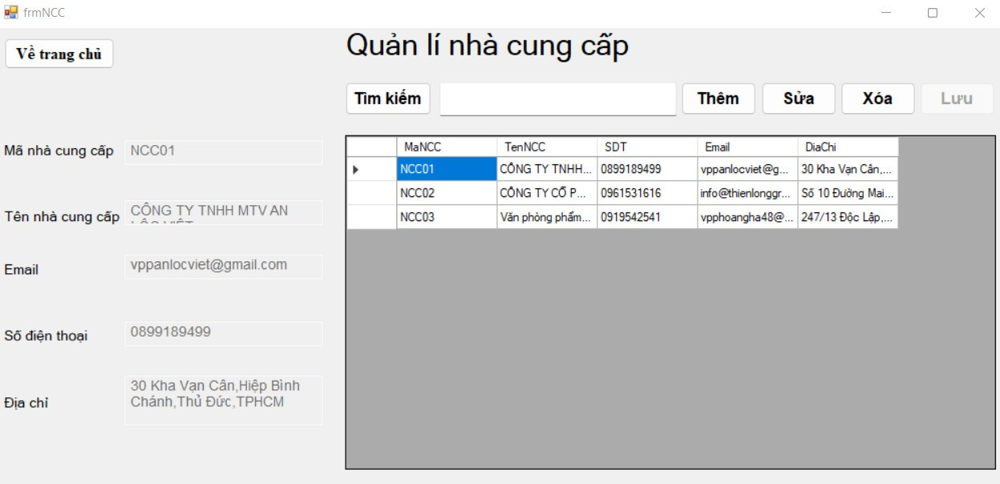 frmNCC
Về trang chủ
Quản lí nhà cung cấp
Tìm kiếm Thêm Sửa Xóa Lưu
Mã nhà cung cấp NCC01
Tên nhà cung cấp CÔNG TY TNHH MTV AN
LỘC VIỆT
Email vppanlocviet@gmail.com
Số điện thoại 0899189499
Địa chỉ 30 Kha Vạn Cân,Hiệp Bình
Chánh,Thủ Đức,TPHCM
MaNCC TenNCC SDT Email DiaChi
NCC01 CÔNG TY TNHH... 0899189499 vppanlocviet@g... 30 Kha Vạn Cân,...
NCC02 CÔNG TY CỔ P... 0961531616 info@thienlonggr... Số 10 Đường Mai...
NCC03 Văn phòng phẩm... 0919542541 vpphoangha48@... 247/13 Độc Lập,...